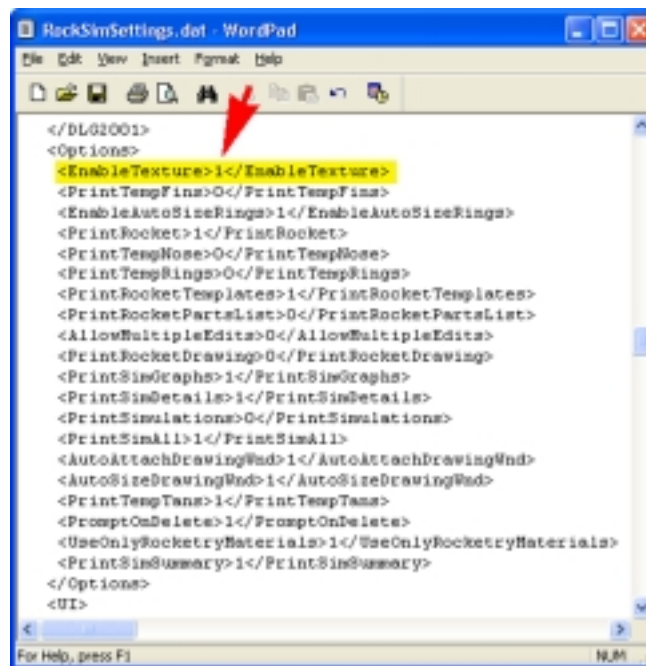 RockSimSettings.dat - WordPad
File Edit View Insert Format Help
</DLG2001>
<Options>
<EnableTexture>1</EnableTexture>
<PrintTempFins>0</PrintTempFins>
<EnableAutoSizeRings>1</EnableAutoSizeRings>
<PrintRocket>1</PrintRocket>
<PrintTempNose>0</PrintTempNose>
<PrintTempRings>0</PrintTempRings>
<PrintRocketTemplates>1</PrintRocketTemplates>
<PrintRocketPartsList>0</PrintRocketPartsList>
<AllowMultipleEdits>0</AllowMultipleEdits>
<PrintRocketDrawing>0</PrintRocketDrawing>
<PrintSimGraphs>1</PrintSimGraphs>
<PrintSimDetails>1</PrintSimDetails>
<PrintSimulations>0</PrintSimulations>
<PrintSimAll>1</PrintSimAll>
<AutoAttachDrawingWnd>1</AutoAttachDrawingWnd>
<AutoSizeDrawingWnd>1</AutoSizeDrawingWnd>
<PrintTempTans>1</PrintTempTans>
<PromptOnDelete>1</PromptOnDelete>
<UseOnlyRocketryMaterials>1</UseOnlyRocketryMaterials>
<PrintSimSummary>1</PrintSimSummary>
</Options>
<UI>
For Help, press F1 NUM